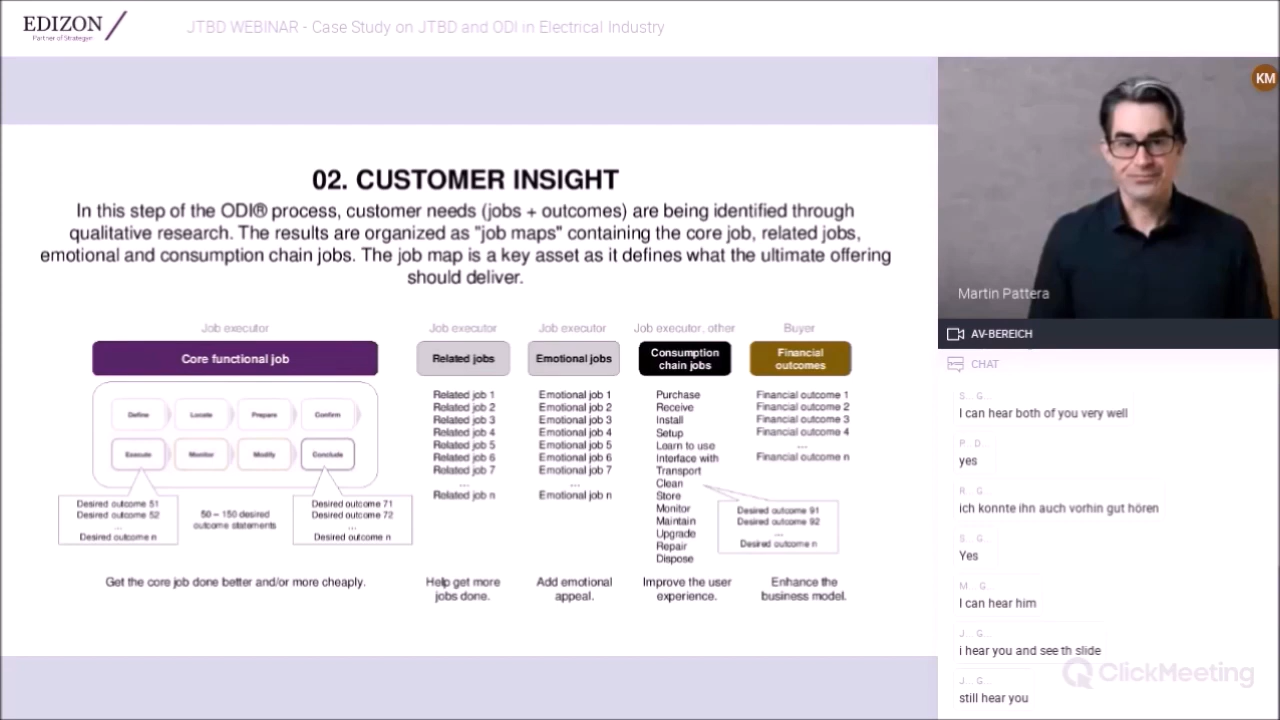 EDIZON
Partner of Strategyn
JTBD WEBINAR - Case Study on JTBD and ODI in Electrical Industry
02. CUSTOMER INSIGHT
In this step of the ODI® process, customer needs (jobs + outcomes) are being identified through
qualitative research. The results are organized as "job maps" containing the core job, related jobs,
emotional and consumption chain jobs. The job map is a key asset as it defines what the ultimate offering
should deliver.
Job executor
Core functional job
Define
Locate
Prepare
Confirm
Execute
Monitor
Modify
Conclude
Desired outcome 51
Desired outcome 52
...
Desired outcome n
50 – 150 desired
outcome statements
Desired outcome 71
Desired outcome 72
...
Desired outcome n
Get the core job done better and/or more cheaply.
Job executor
Related jobs
Related job 1
Related job 2
Related job 3
Related job 4
Related job 5
Related job 6
Related job 7
...
Related job n
Help get more
jobs done.
Job executor
Emotional jobs
Emotional job 1
Emotional job 2
Emotional job 3
Emotional job 4
Emotional job 5
Emotional job 6
Emotional job 7
...
Emotional job n
Add emotional
appeal.
Job executor, other
Consumption
chain jobs
Purchase
Receive
Install
Setup
Learn to use
Interface with
Transport
Clean
Store
Monitor
Maintain
Upgrade
Repair
Dispose
Desired outcome 91
Desired outcome 92
...
Desired outcome n
Improve the user
experience.
Buyer
Financial
outcomes
Financial outcome 1
Financial outcome 2
Financial outcome 3
Financial outcome 4
...
Financial outcome n
Enhance the
business model.
KM
Martin Pattera
AV-BEREICH
CHAT
S... G...
I can hear both of you very well
P. D
yes
R. G...
ich konnte ihn auch vorhin gut hören
S... G...
Yes
M... G...
I can hear him
J... G...
i hear you and see th slide
J... G...
still hear you
ClickMeeting